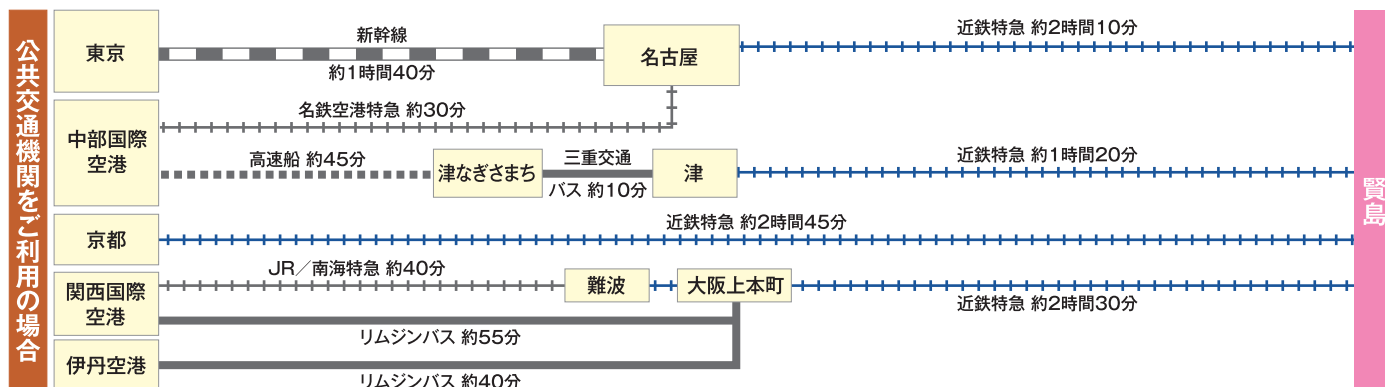 公共交通機関をご利用の場合
東京
新幹線
約1時間40分
名古屋
近鉄特急 約2時間10分
中部国際
空港
名鉄空港特急 約30分
高速船 約45分
津なぎさまち
三重交通
バス 約10分
津
近鉄特急 約1時間20分
京都
近鉄特急 約2時間45分
関西国際
空港
JR／南海特急 約40分
難波
大阪上本町
近鉄特急 約2時間30分
リムジンバス 約55分
伊丹空港
リムジンバス 約40分
賢島